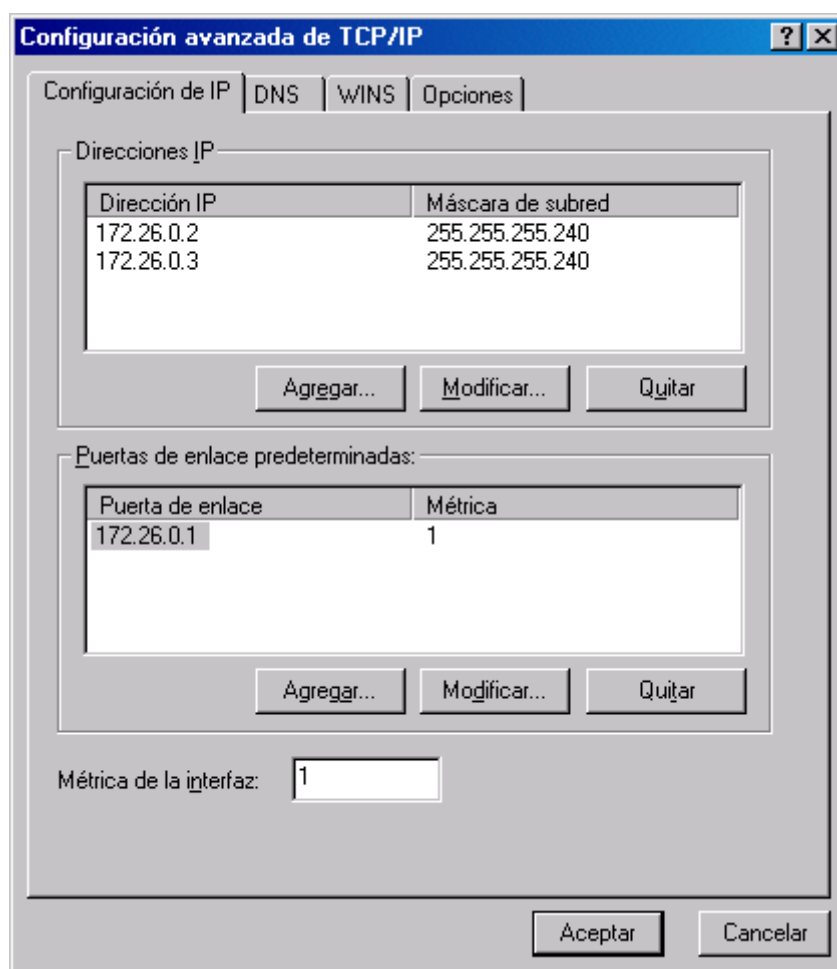 Configuración avanzada de TCP/IP
Configuración de IP DNS WINS Opciones
Direcciones IP
Dirección IP Máscara de subred
172.26.0.2 255.255.255.240
172.26.0.3 255.255.255.240
Agregar... Modificar... Quitar
Puertas de enlace predeterminadas:
Puerta de enlace Métrica
172.26.0.1 1
Agregar... Modificar... Quitar
Métrica de la interfaz: 1
Aceptar Cancelar